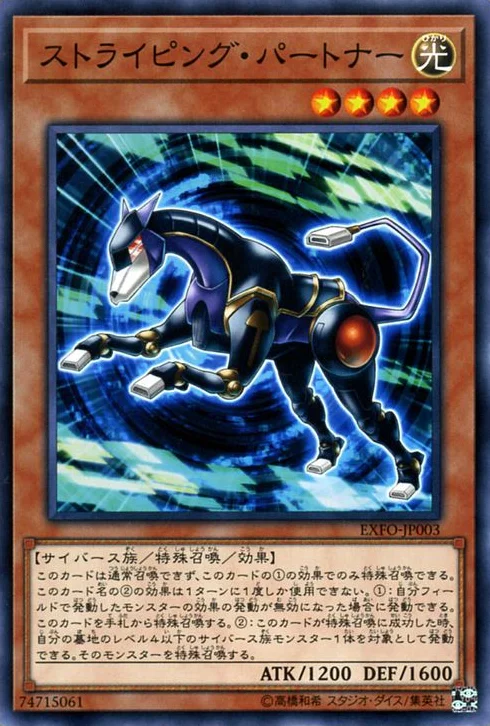 ストライピング・パートナー
光
EXFO-JP003
【サイバース族／特殊召喚／効果】
このカードは通常召喚できず、このカードの①の効果でのみ特殊召喚できる。
このカード名の②の効果は１ターンに１度しか使用できない。①：自分フィー
ルドで発動したモンスターの効果の発動が無効になった場合に発動できる。
このカードを手札から特殊召喚する。②：このカードが特殊召喚に成功した時、
自分の墓地のレベル４以下のサイバース族モンスター１体を対象として発動
できる。そのモンスターを特殊召喚する。
ATK/1200 DEF/1600
74715061
©高橋和希 スタジオ・ダイス/集英社